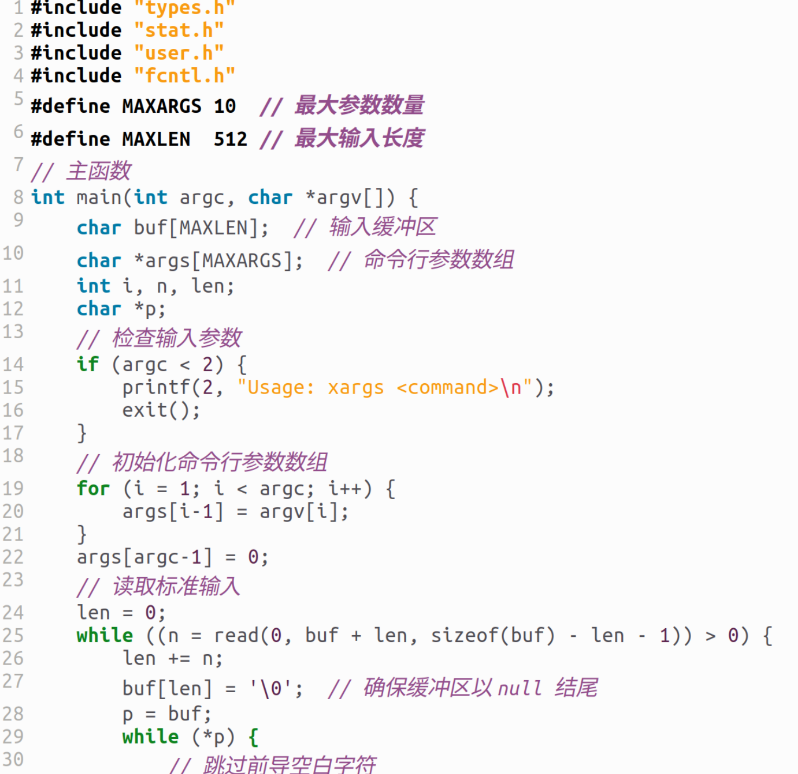 1 #include "types.h"
2 #include "stat.h"
3 #include "user.h"
4 #include "fcntl.h"
5 #define MAXARGS 10  // 最大参数数量
6 #define MAXLEN  512 // 最大输入长度
7 // 主函数
8 int main(int argc, char *argv[]) {
9     char buf[MAXLEN];  // 输入缓冲区
10     char *args[MAXARGS];  // 命令行参数数组
11     int i, n, len;
12     char *p;
13     // 检查输入参数
14     if (argc < 2) {
15         printf(2, "Usage: xargs <command>\n");
16         exit();
17     }
18     // 初始化命令行参数数组
19     for (i = 1; i < argc; i++) {
20         args[i-1] = argv[i];
21     }
22     args[argc-1] = 0;
23     // 读取标准输入
24     len = 0;
25     while ((n = read(0, buf + len, sizeof(buf) - len - 1)) > 0) {
26         len += n;
27         buf[len] = '\0';  // 确保缓冲区以 null 结尾
28         p = buf;
29         while (*p) {
30             // 跳过前导空白字符